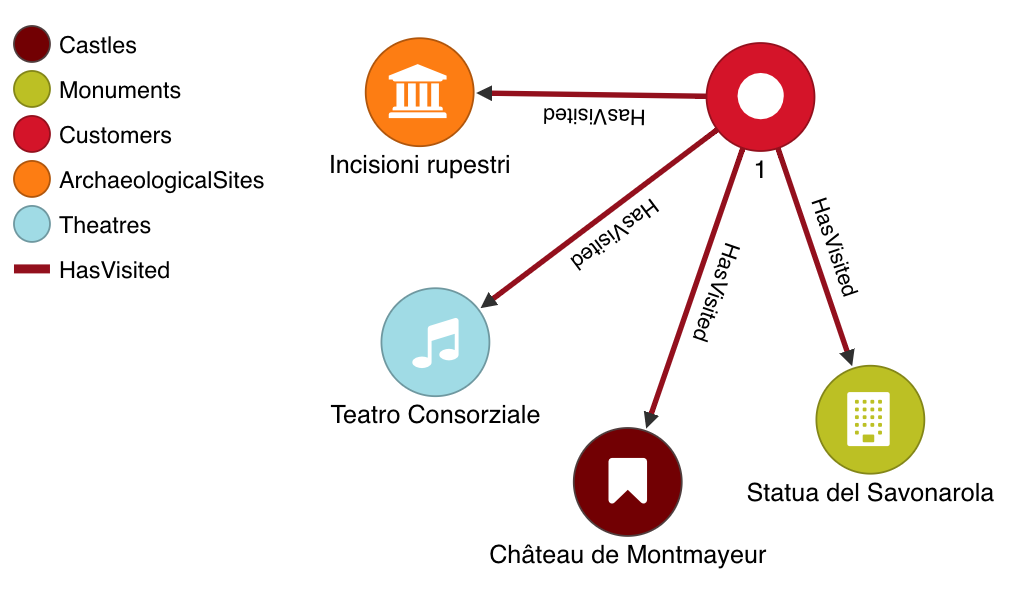 Castles
Monuments
Customers
ArchaeologicalSites
Theatres
HasVisited
Incisioni rupestri
HasVisited
1
HasVisited
HasVisited
HasVisited
Teatro Consorziale
Statua del Savonarola
Château de Montmayeur